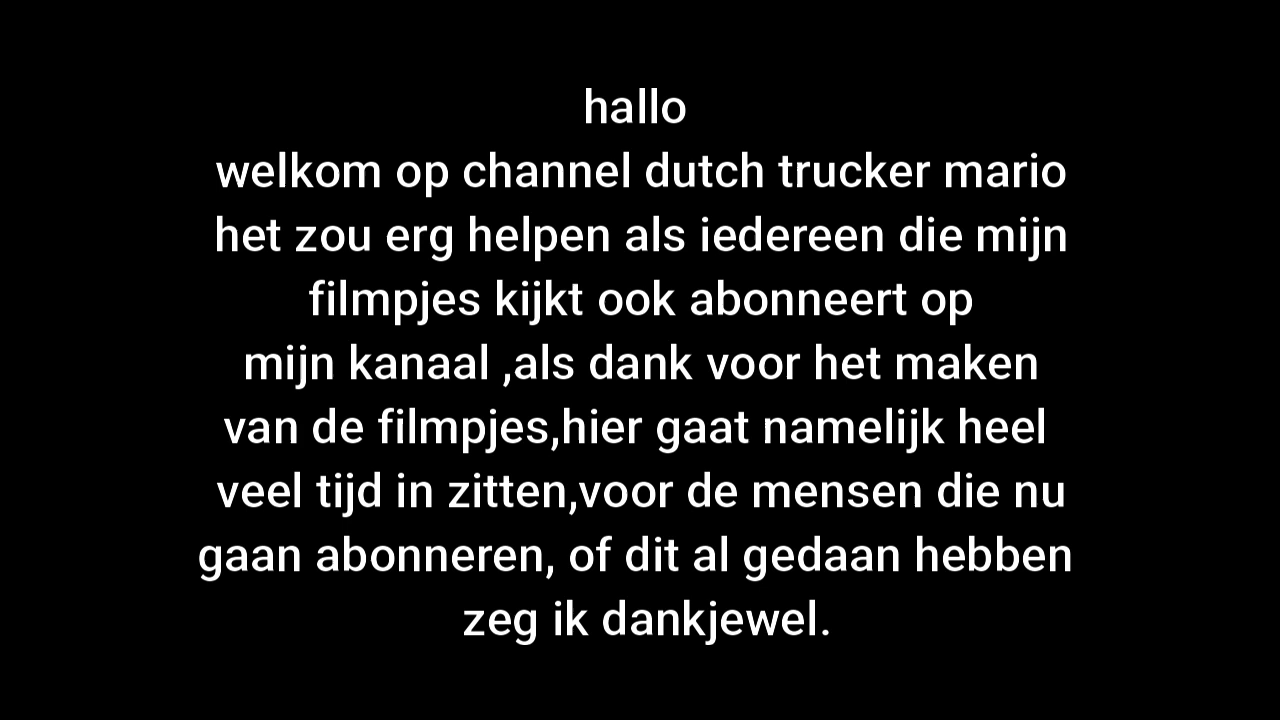 hallo
welkom op channel dutch trucker mario
het zou erg helpen als iedereen die mijn
filmpjes kijkt ook abonneert op
mijn kanaal ,als dank voor het maken
van de filmpjes,hier gaat namelijk heel
veel tijd in zitten,voor de mensen die nu
gaan abonneren, of dit al gedaan hebben
zeg ik dankjewel.